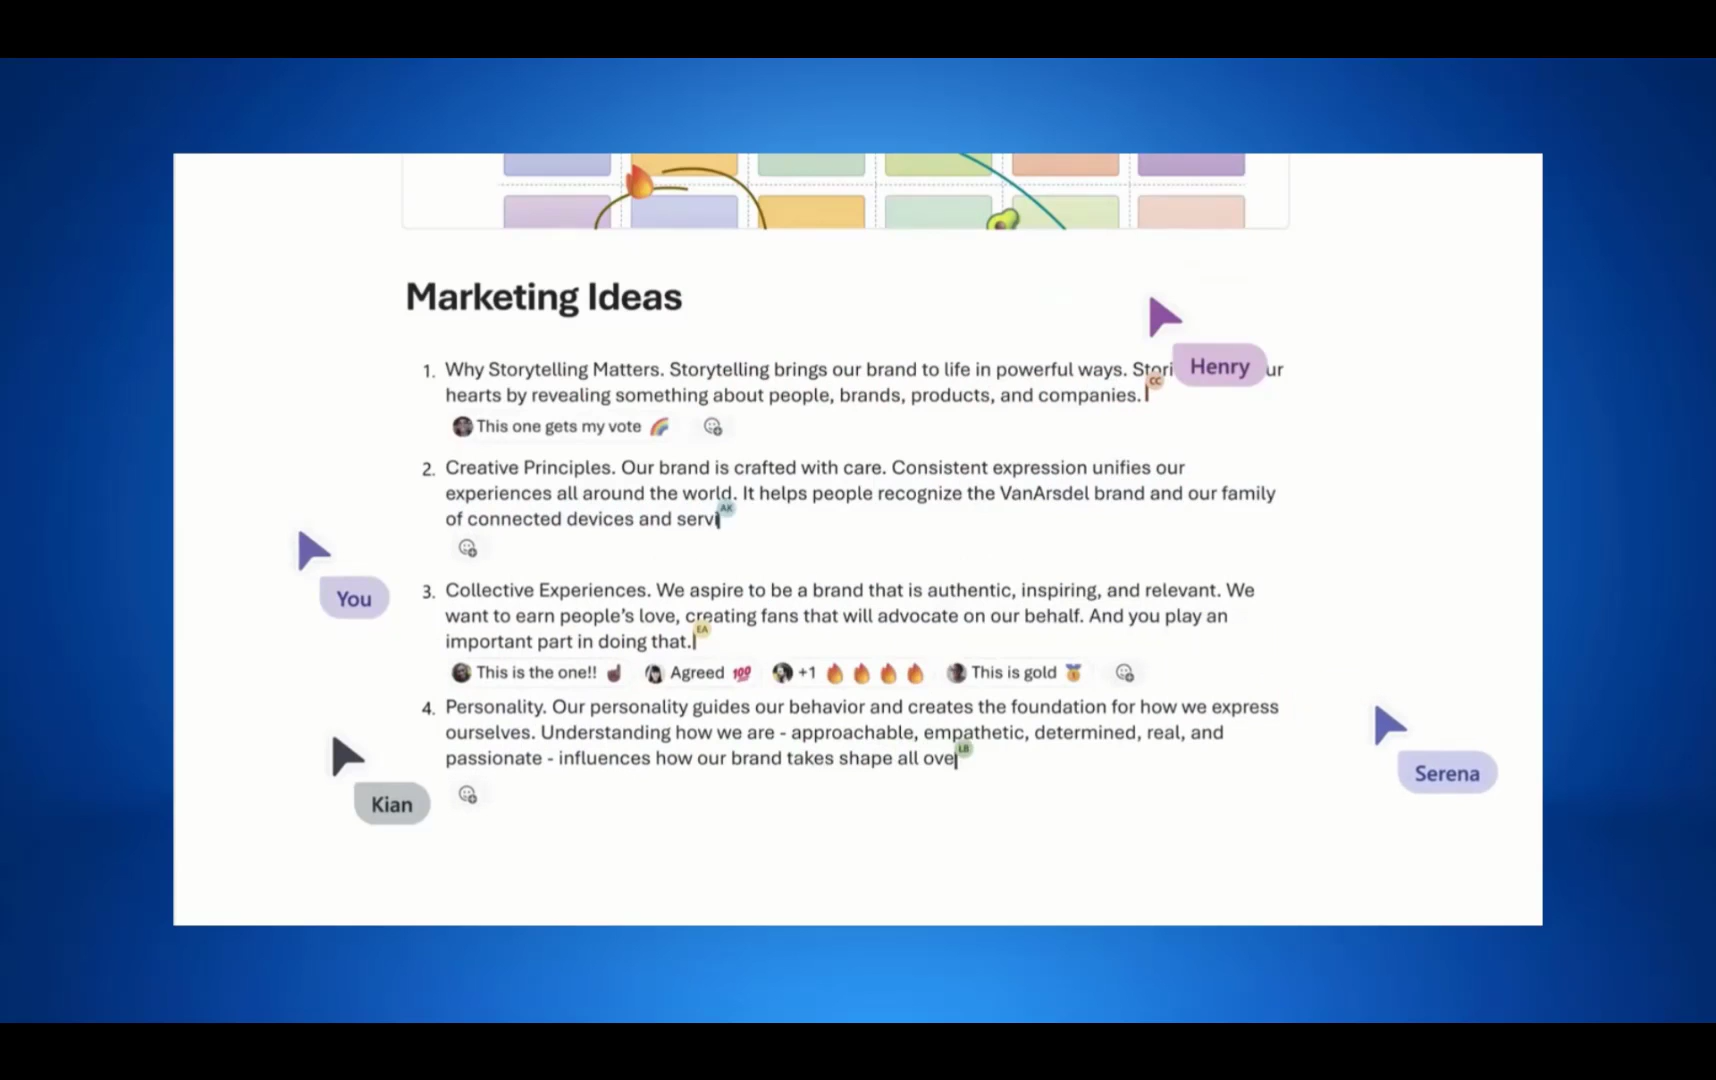 Marketing Ideas
Henry
1. Why Storytelling Matters. Storytelling brings our brand to life in powerful ways. Stori ur
hearts by revealing something about people, brands, products, and companies.
CC
This one gets my vote 🌈
2. Creative Principles. Our brand is crafted with care. Consistent expression unifies our
experiences all around the world. It helps people recognize the VanArsdel brand and our family
of connected devices and servi
AK
You
3. Collective Experiences. We aspire to be a brand that is authentic, inspiring, and relevant. We
want to earn people’s love, creating fans that will advocate on our behalf. And you play an
important part in doing that.
EA
This is the one!! ☝🏿 Agreed 💯 +1 🔥 🔥 🔥 🔥 This is gold 🏅
4. Personality. Our personality guides our behavior and creates the foundation for how we express
ourselves. Understanding how we are - approachable, empathetic, determined, real, and
passionate - influences how our brand takes shape all ove
LB
Serena
Kian